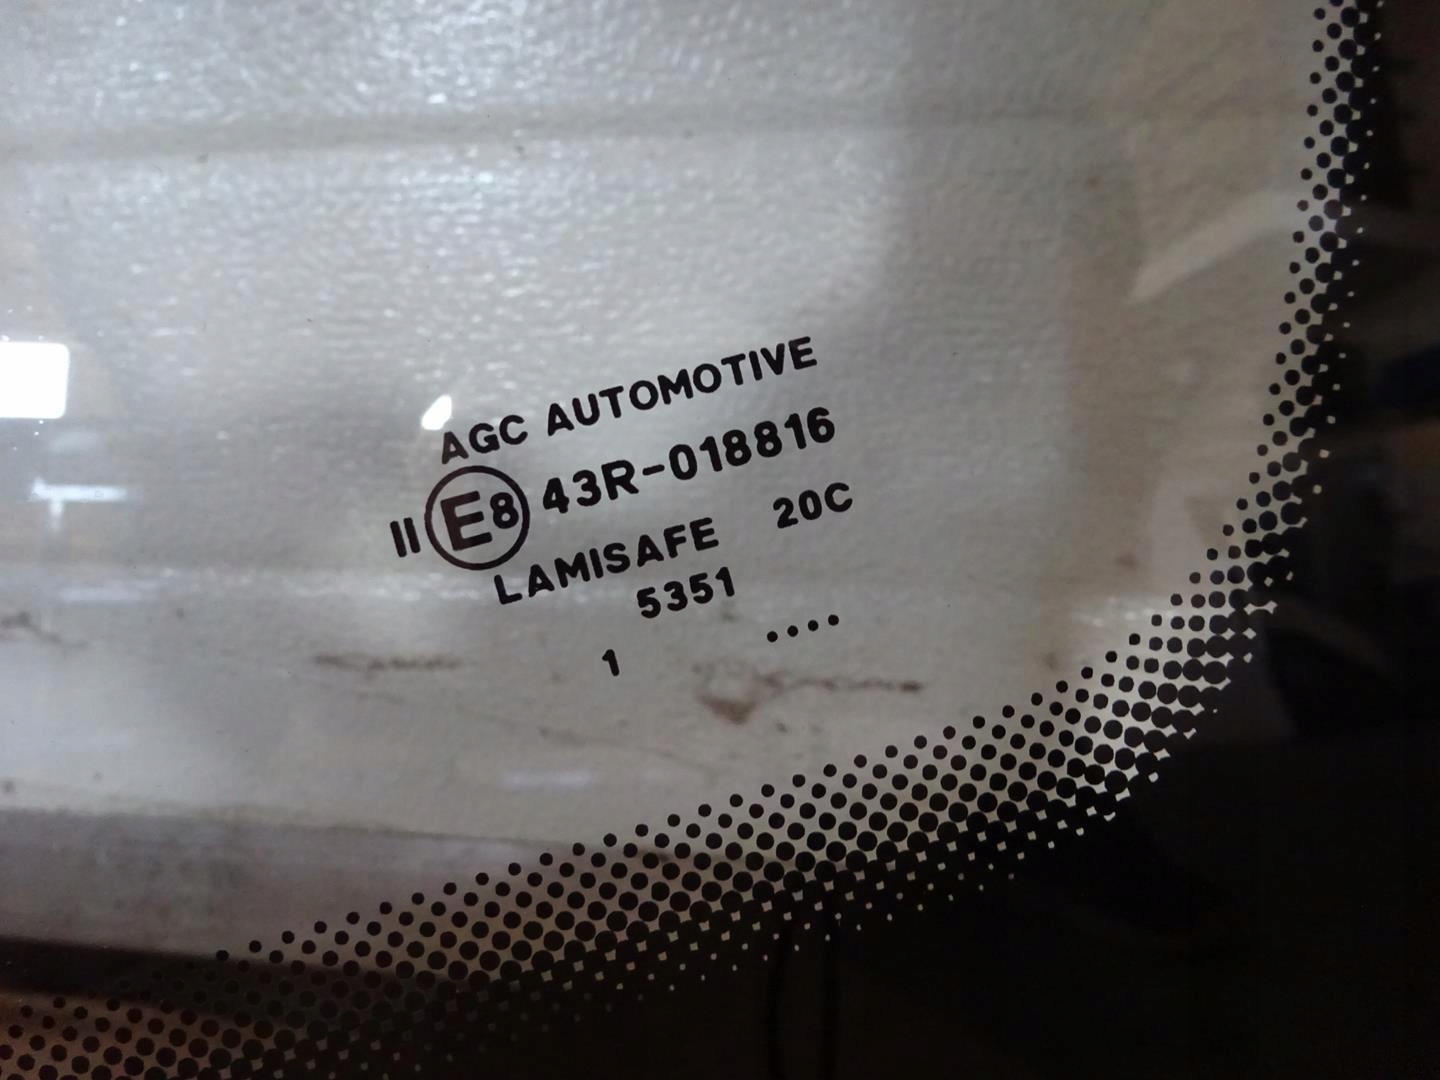 AGC AUTOMOTIVE
II E8 43R-018816
LAMISAFE 20C
5351
1 ....